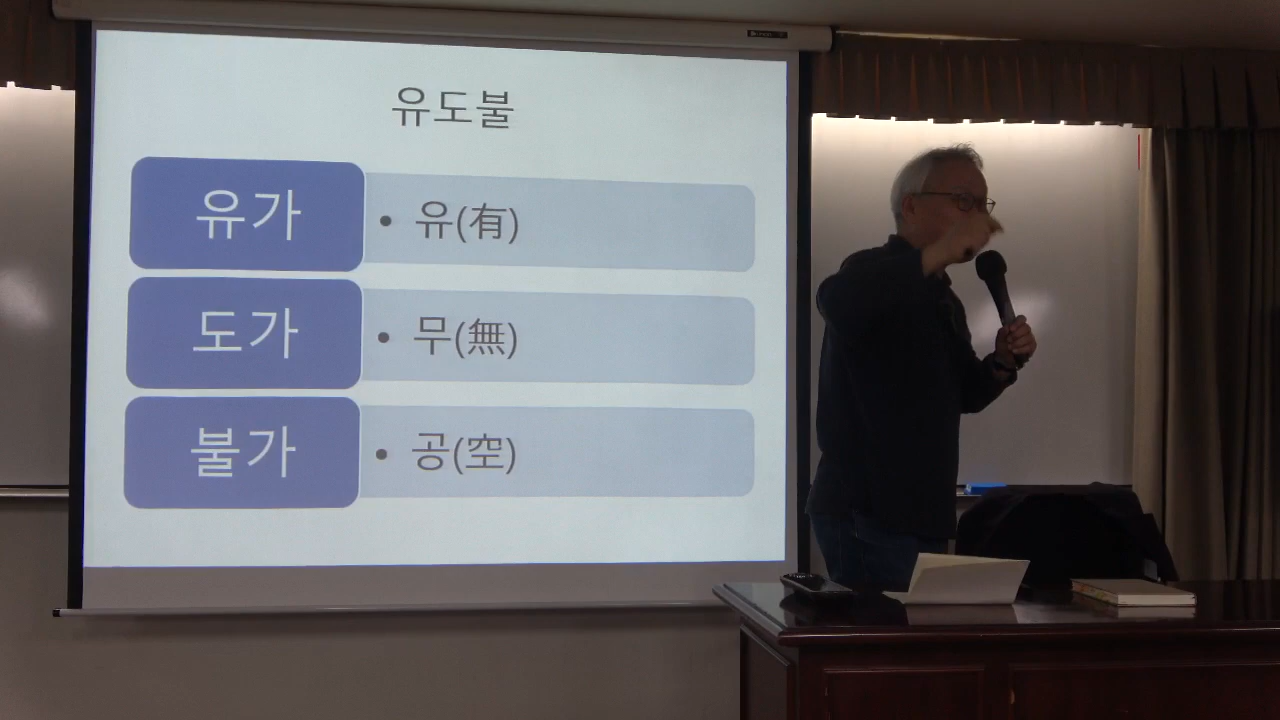 유도불
유가
• 유(有)
도가
• 무(無)
불가
• 공(空)